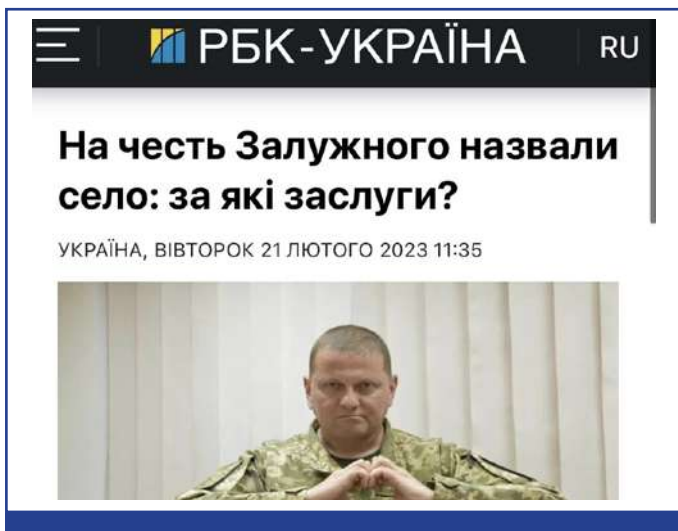 РБК-УКРАЇНА RU
На честь Залужного назвали
село: за які заслуги?
УКРАЇНА, ВІВТОРОК 21 ЛЮТОГО 2023 11:35